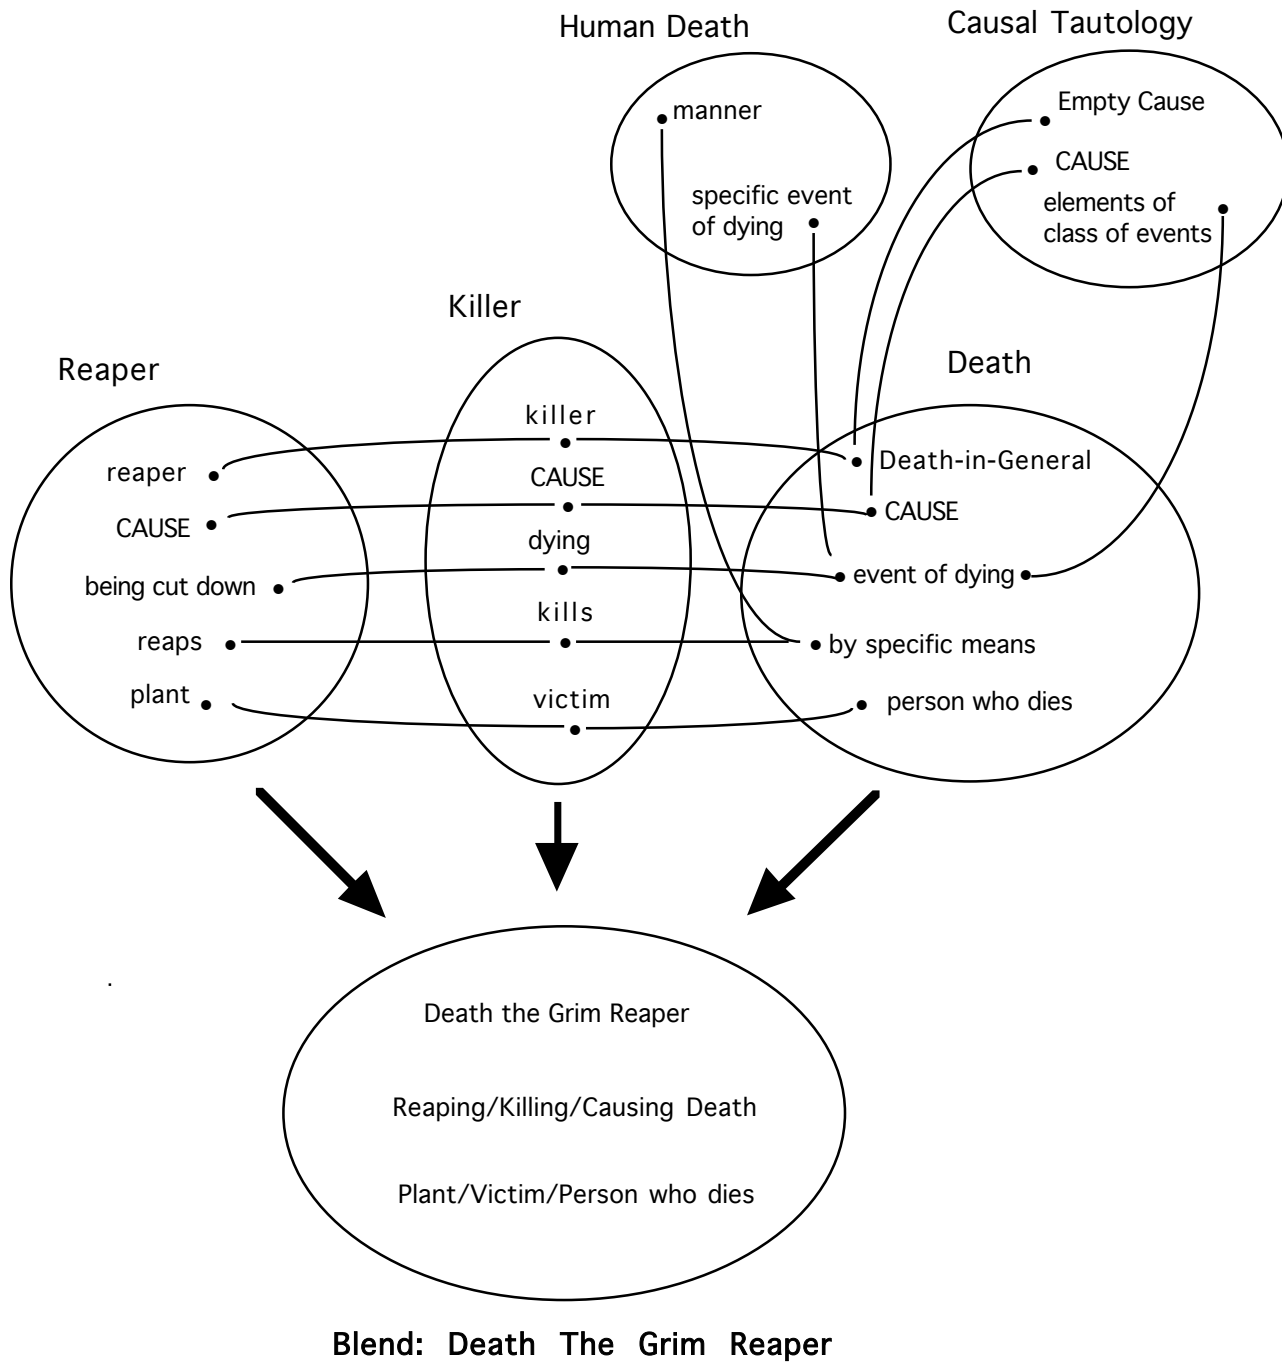 Human Death
Causal Tautology
manner
specific event
of dying
Empty Cause
CAUSE
elements of
class of events
Reaper
reaper
CAUSE
being cut down
reaps
plant
Killer
killer
CAUSE
dying
kills
victim
Death
Death-in-General
CAUSE
event of dying
by specific means
person who dies
Death the Grim Reaper
Reaping/Killing/Causing Death
Plant/Victim/Person who dies
Blend: Death The Grim Reaper